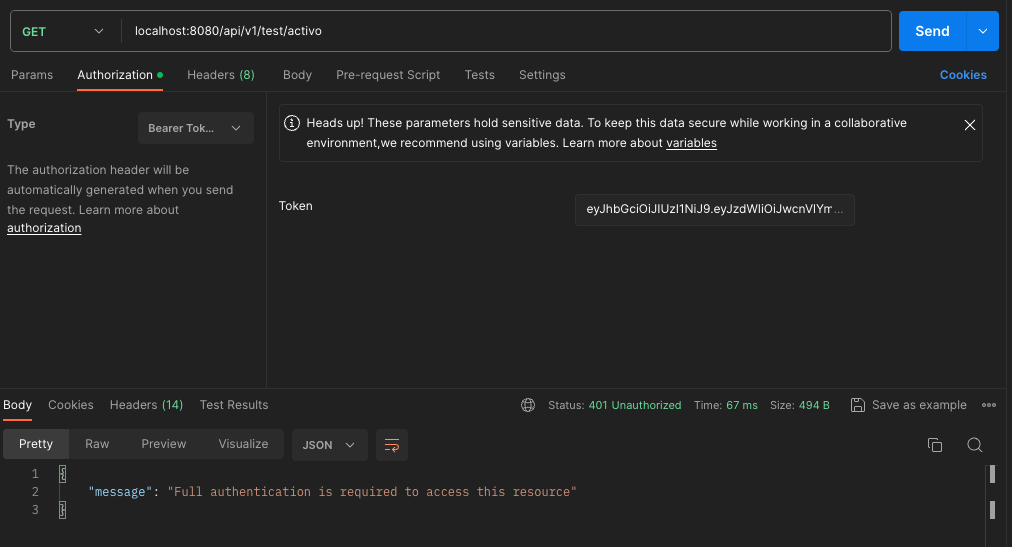 GET localhost:8080/api/v1/test/activo Send
Params Authorization Headers (8) Body Pre-request Script Tests Settings Cookies
Type Bearer Tok...
The authorization header will be
automatically generated when you send
the request. Learn more about
authorization
Heads up! These parameters hold sensitive data. To keep this data secure while working in a collaborative
environment,we recommend using variables. Learn more about variables
Token eyJhbGciOiJIUzI1NiJ9.eyJzdWIiOiJwcnVlYm...
Body Cookies Headers (14) Test Results Status: 401 Unauthorized Time: 67 ms Size: 494 B Save as example
Pretty Raw Preview Visualize JSON
1 {
2 "message": "Full authentication is required to access this resource"
3 }